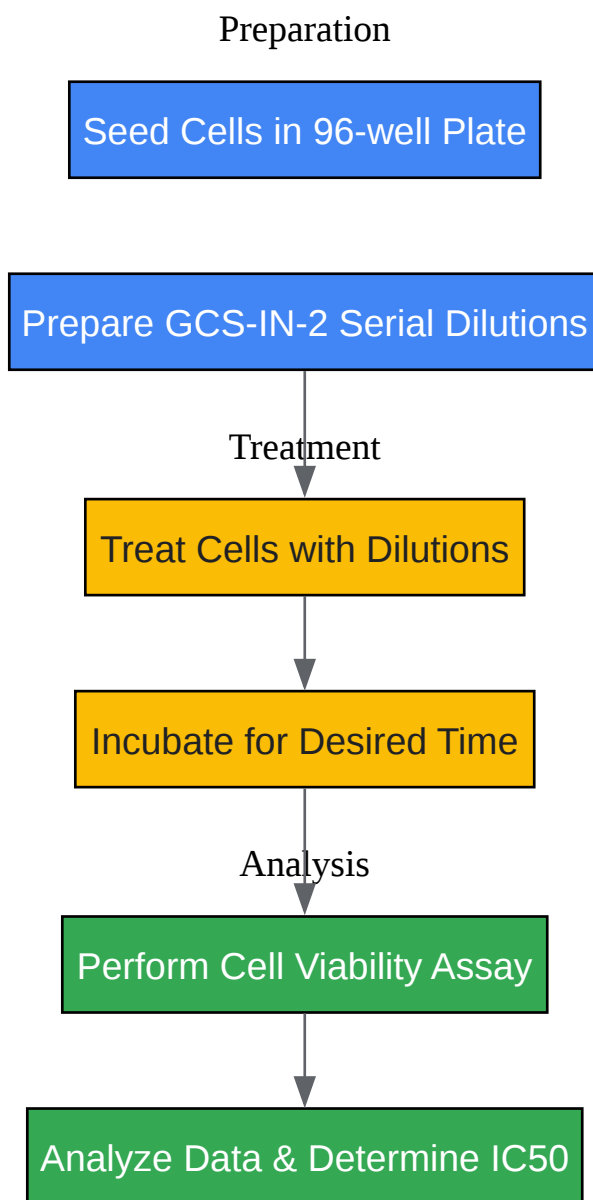 Preparation
Seed Cells in 96-well Plate
Prepare GCS-IN-2 Serial Dilutions
Treatment
Treat Cells with Dilutions
Incubate for Desired Time
Analysis
Perform Cell Viability Assay
Analyze Data & Determine IC50